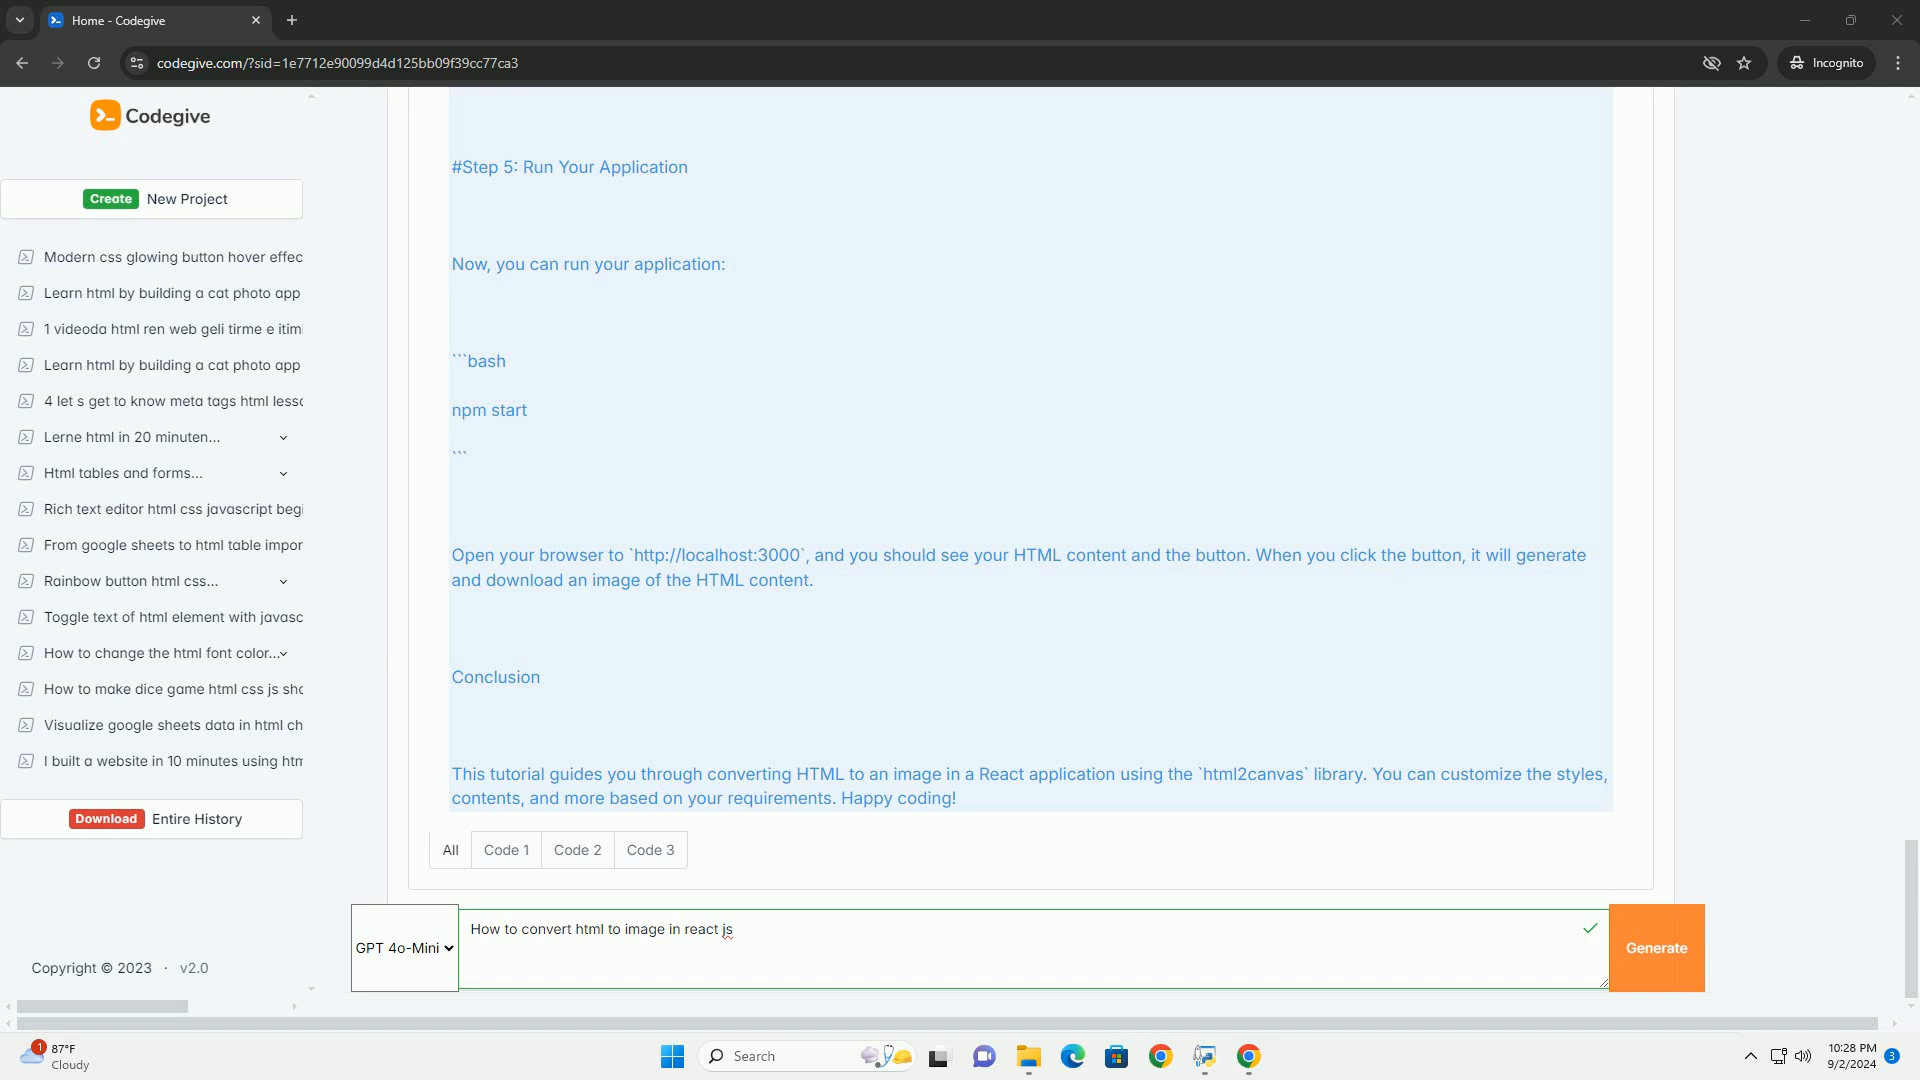 Home - Codegive
codegive.com/?sid=1e7712e90099d4d125bb09f39cc77ca3
Incognito
Codegive
Create New Project
Modern css glowing button hover effec
Learn html by building a cat photo app
1 videoda html ren web geli tirme e itimi
Learn html by building a cat photo app
4 let s get to know meta tags html lesso
Lerne html in 20 minuten...
Html tables and forms...
Rich text editor html css javascript begi
From google sheets to html table impor
Rainbow button html css...
Toggle text of html element with javasc
How to change the html font color...
How to make dice game html css js sho
Visualize google sheets data in html ch
I built a website in 10 minutes using htm
Download Entire History
Copyright © 2023 · v2.0
#Step 5: Run Your Application
Now, you can run your application:
```bash
npm start
```
Open your browser to `http://localhost:3000`, and you should see your HTML content and the button. When you click the button, it will generate
and download an image of the HTML content.
Conclusion
This tutorial guides you through converting HTML to an image in a React application using the `html2canvas` library. You can customize the styles,
contents, and more based on your requirements. Happy coding!
All Code 1 Code 2 Code 3
GPT 4o-Mini
How to convert html to image in react js
Generate
1
87°F
Cloudy
Search
10:28 PM
9/2/2024
3